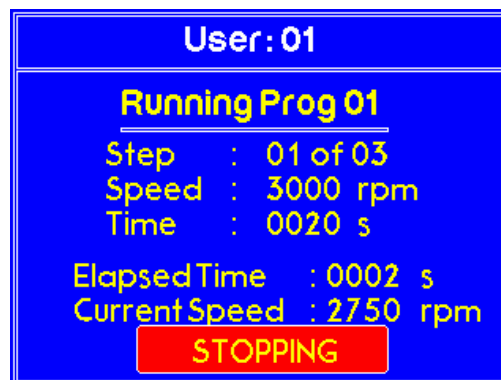 User:01
Running Prog 01
Step : 01 of 03
Speed : 3000 rpm
Time : 0020 s
Elapsed Time : 0002 s
Current Speed : 2750 rpm
STOPPING